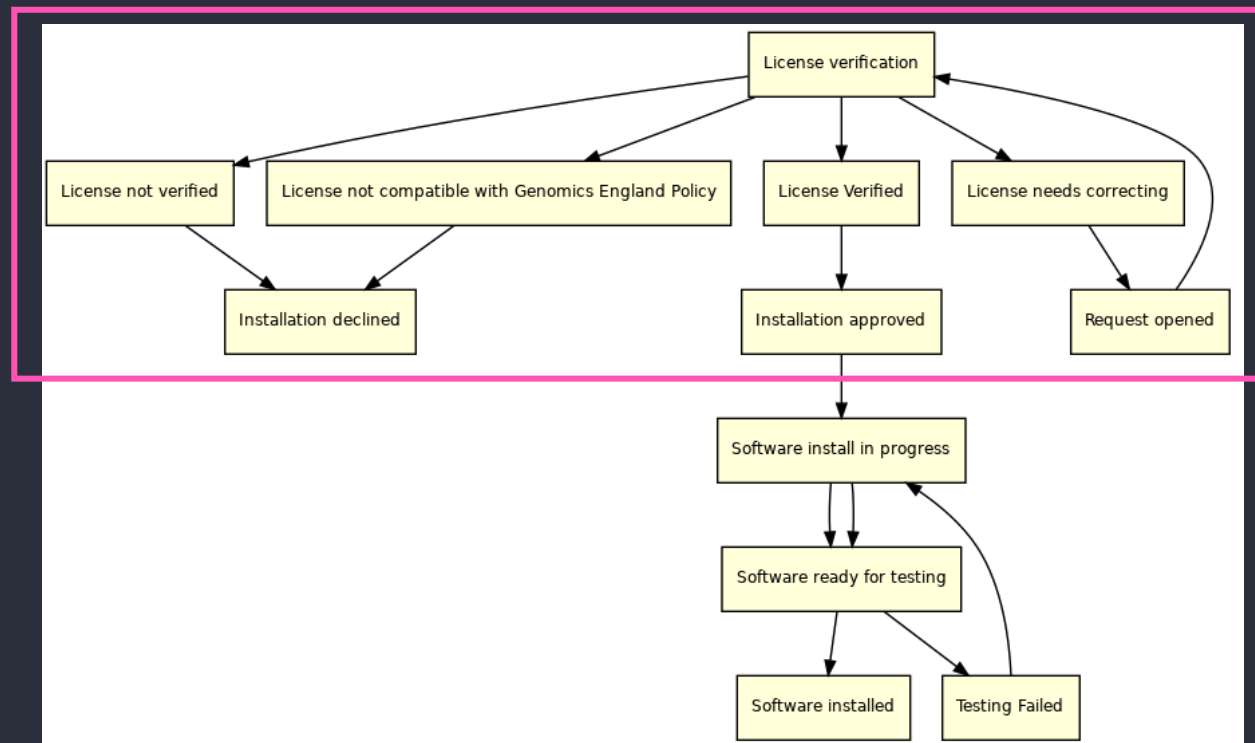 License verification
License not verified
License not compatible with Genomics England Policy
License Verified
License needs correcting
Installation declined
Installation approved
Request opened
Software install in progress
Software ready for testing
Software installed
Testing Failed